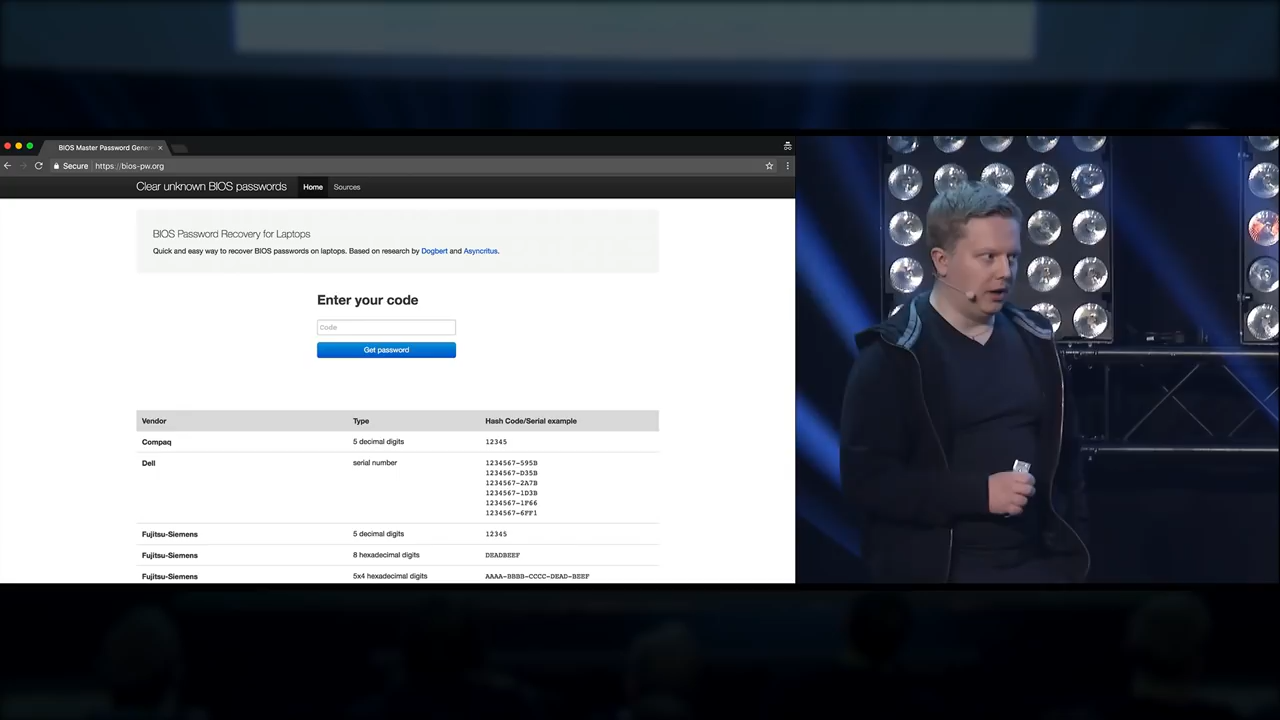 BIOS Master Password Gener
Secure https://bios-pw.org
Clear unknown BIOS passwords Home Sources
BIOS Password Recovery for Laptops
Quick and easy way to recover BIOS passwords on laptops. Based on research by Dogbert and Asyncritus.
Enter your code
Code
Get password
Vendor Type Hash Code/Serial example
Compaq 5 decimal digits 12345
Dell serial number 1234567-595B
1234567-D35B
1234567-2A7B
1234567-1D3B
1234567-1F66
1234567-6FF1
Fujitsu-Siemens 5 decimal digits 12345
Fujitsu-Siemens 8 hexadecimal digits DEADBEEF
Fujitsu-Siemens 5x4 hexadecimal digits AAAA-BBBB-CCCC-DEAD-BEEF